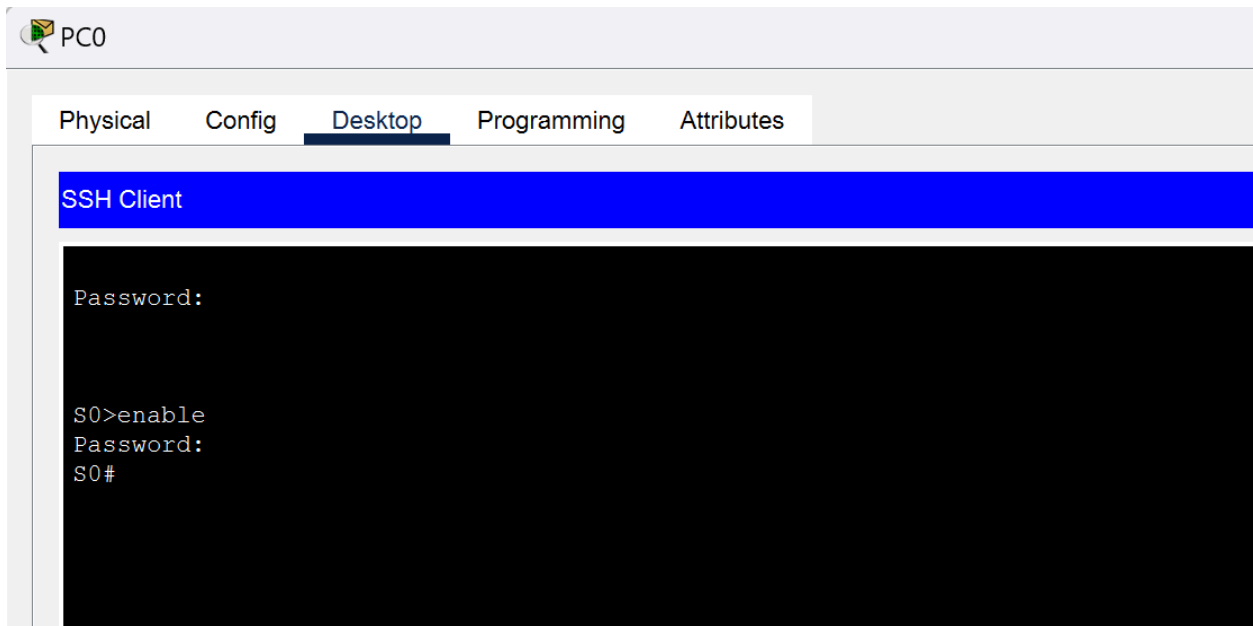 PC0
Physical Config Desktop Programming Attributes
SSH Client
Password:
S0>enable
Password:
S0#